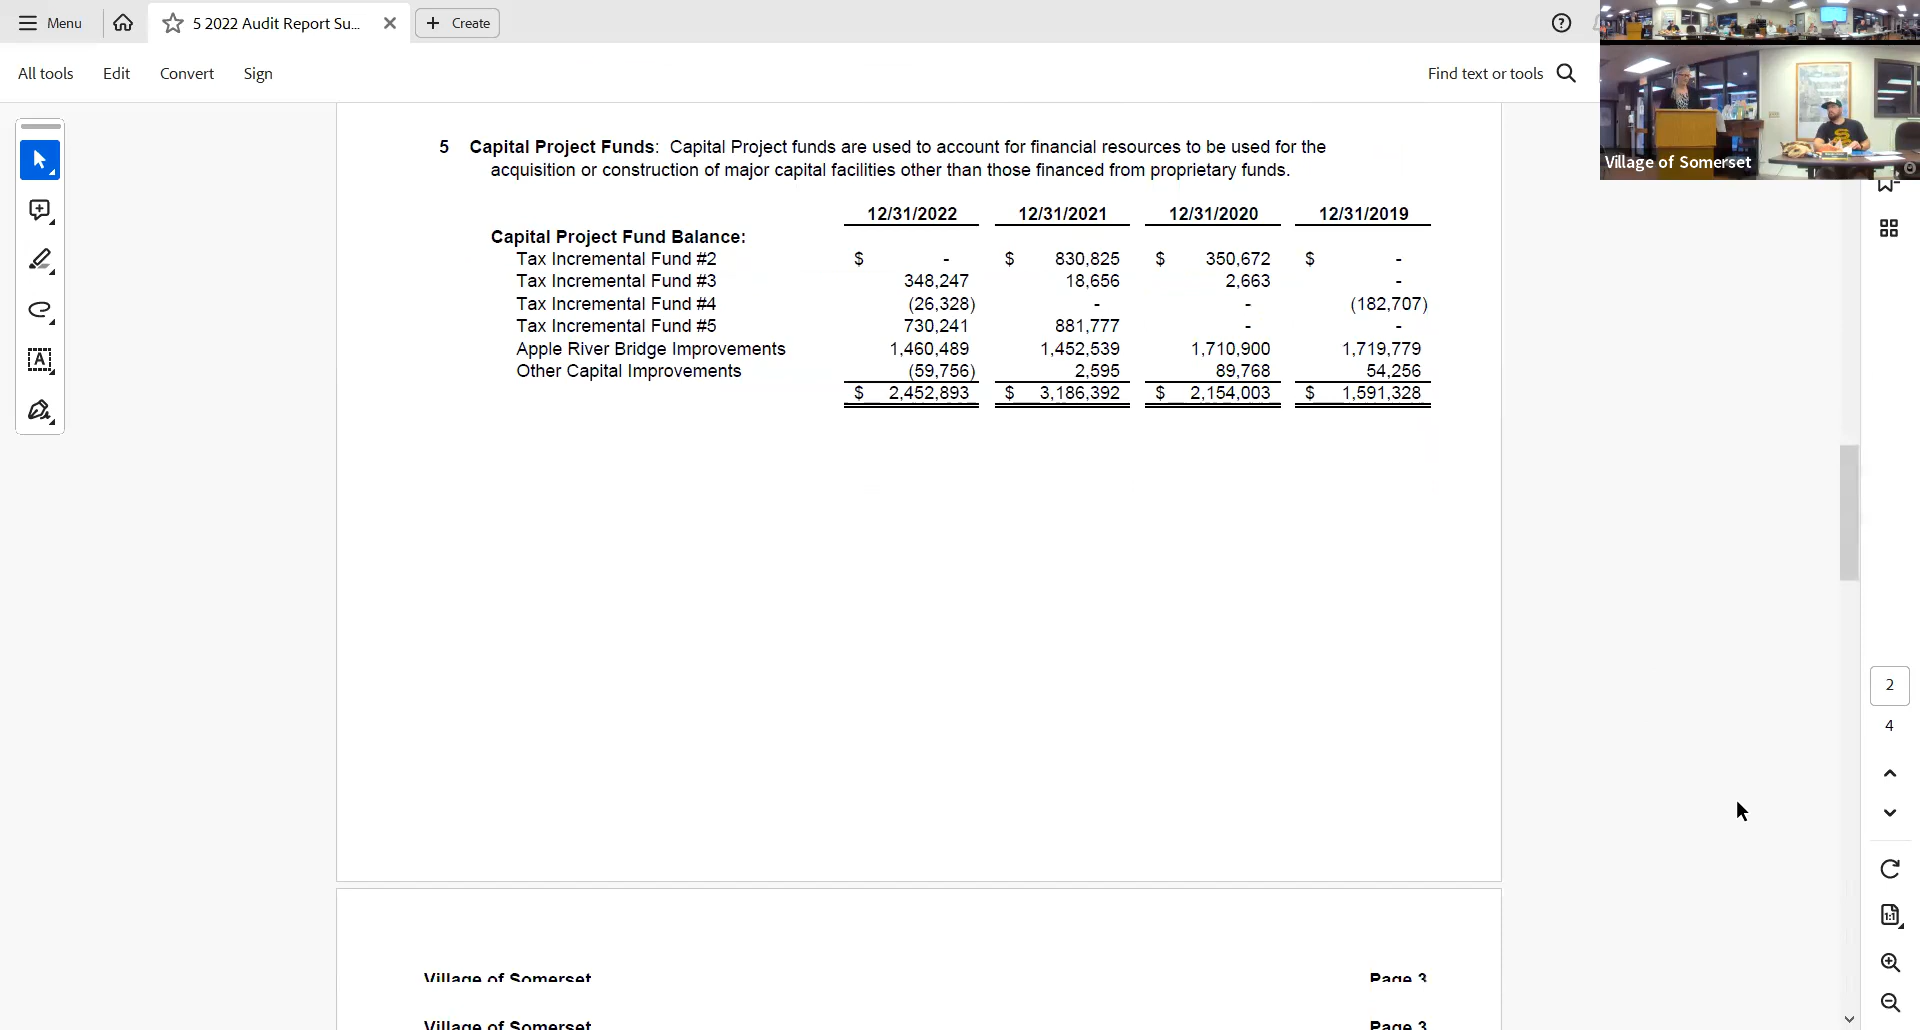 Menu
5 2022 Audit Report Su...
Create
All tools
Edit
Convert
Sign
Find text or tools
Village of Somerset
5 Capital Project Funds: Capital Project funds are used to account for financial resources to be used for the
acquisition or construction of major capital facilities other than those financed from proprietary funds.
12/31/2022 12/31/2021 12/31/2020 12/31/2019
Capital Project Fund Balance:
Tax Incremental Fund #2 $ - $ 830,825 $ 350,672 $ -
Tax Incremental Fund #3 348,247 18,656 2,663 -
Tax Incremental Fund #4 (26,328) - - (182,707)
Tax Incremental Fund #5 730,241 881,777 - -
Apple River Bridge Improvements 1,460,489 1,452,539 1,710,900 1,719,779
Other Capital Improvements (59,756) 2,595 89,768 54,256
$ 2,452,893 $ 3,186,392 $ 2,154,003 $ 1,591,328
2
4
Village of Somerset Page 3
Village of Somerset Page 3